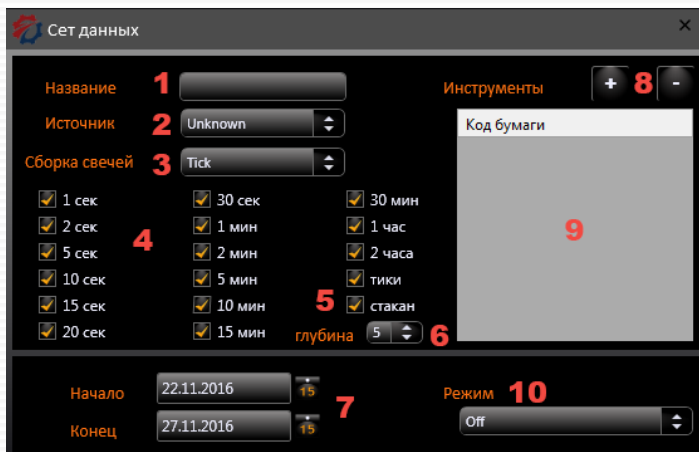 Сет данных
×
Название 1
Инструменты + 8 -
Источник 2 Unknown
Код бумаги
Сборка свечей 3 Tick
1 сек 30 сек 30 мин
2 сек 1 мин 1 час
4
9
5 сек 2 мин 2 часа
10 сек 5 мин тики
15 сек 10 мин 5 стакан
20 сек 15 мин глубина 5 6
Начало 22.11.2016 15
7
Режим 10
Конец 27.11.2016 15
Off